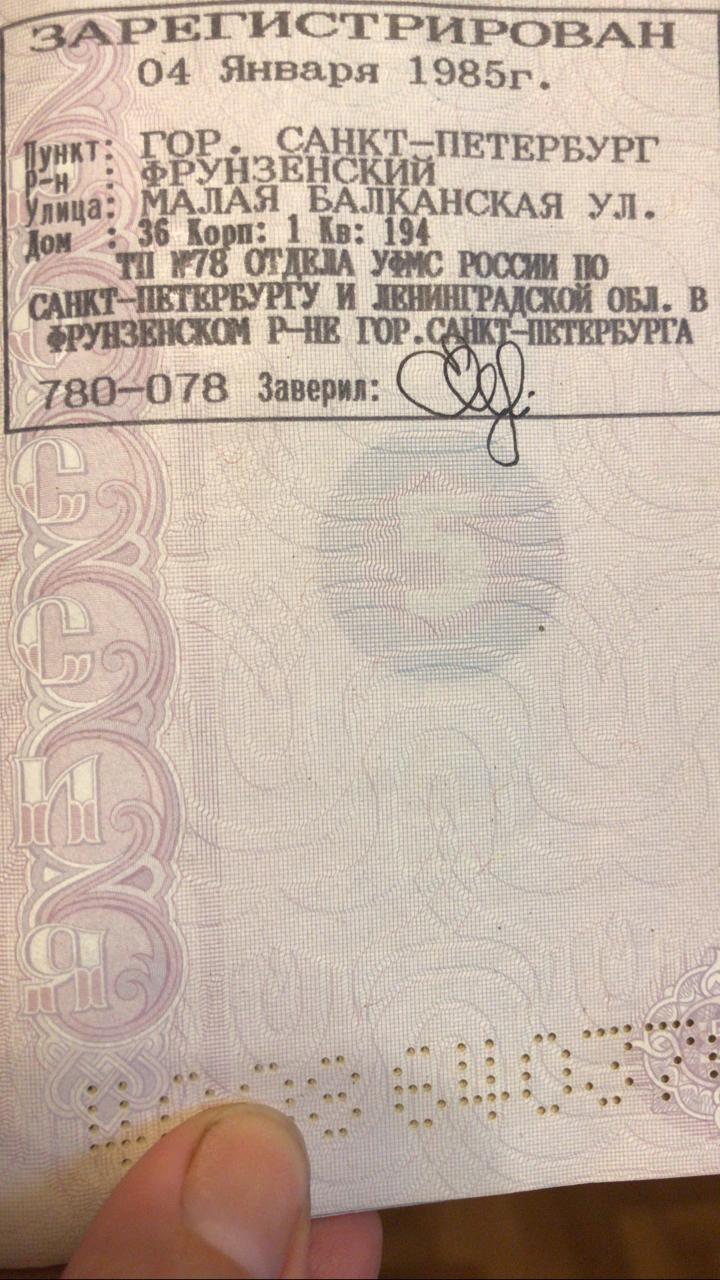 ЗАРЕГИСТРИРОВАН
04 Января 1985г.
Пункт: ГОР. САНКТ-ПЕТЕРБУРГ
Р-н : ФРУНЗЕНСКИЙ
Улица: МАЛАЯ БАЛКАНСКАЯ УЛ.
Дом : 36 Корп: 1 Кв: 194
ТП №78 ОТДЕЛА УФМС РОССИИ ПО
САНКТ-ПЕТЕРБУРГУ И ЛЕНИНГРАДСКОЙ ОБЛ. В
ФРУНЗЕНСКОМ Р-НЕ ГОР.САНКТ-ПЕТЕРБУРГА
780-078 Заверил:
5